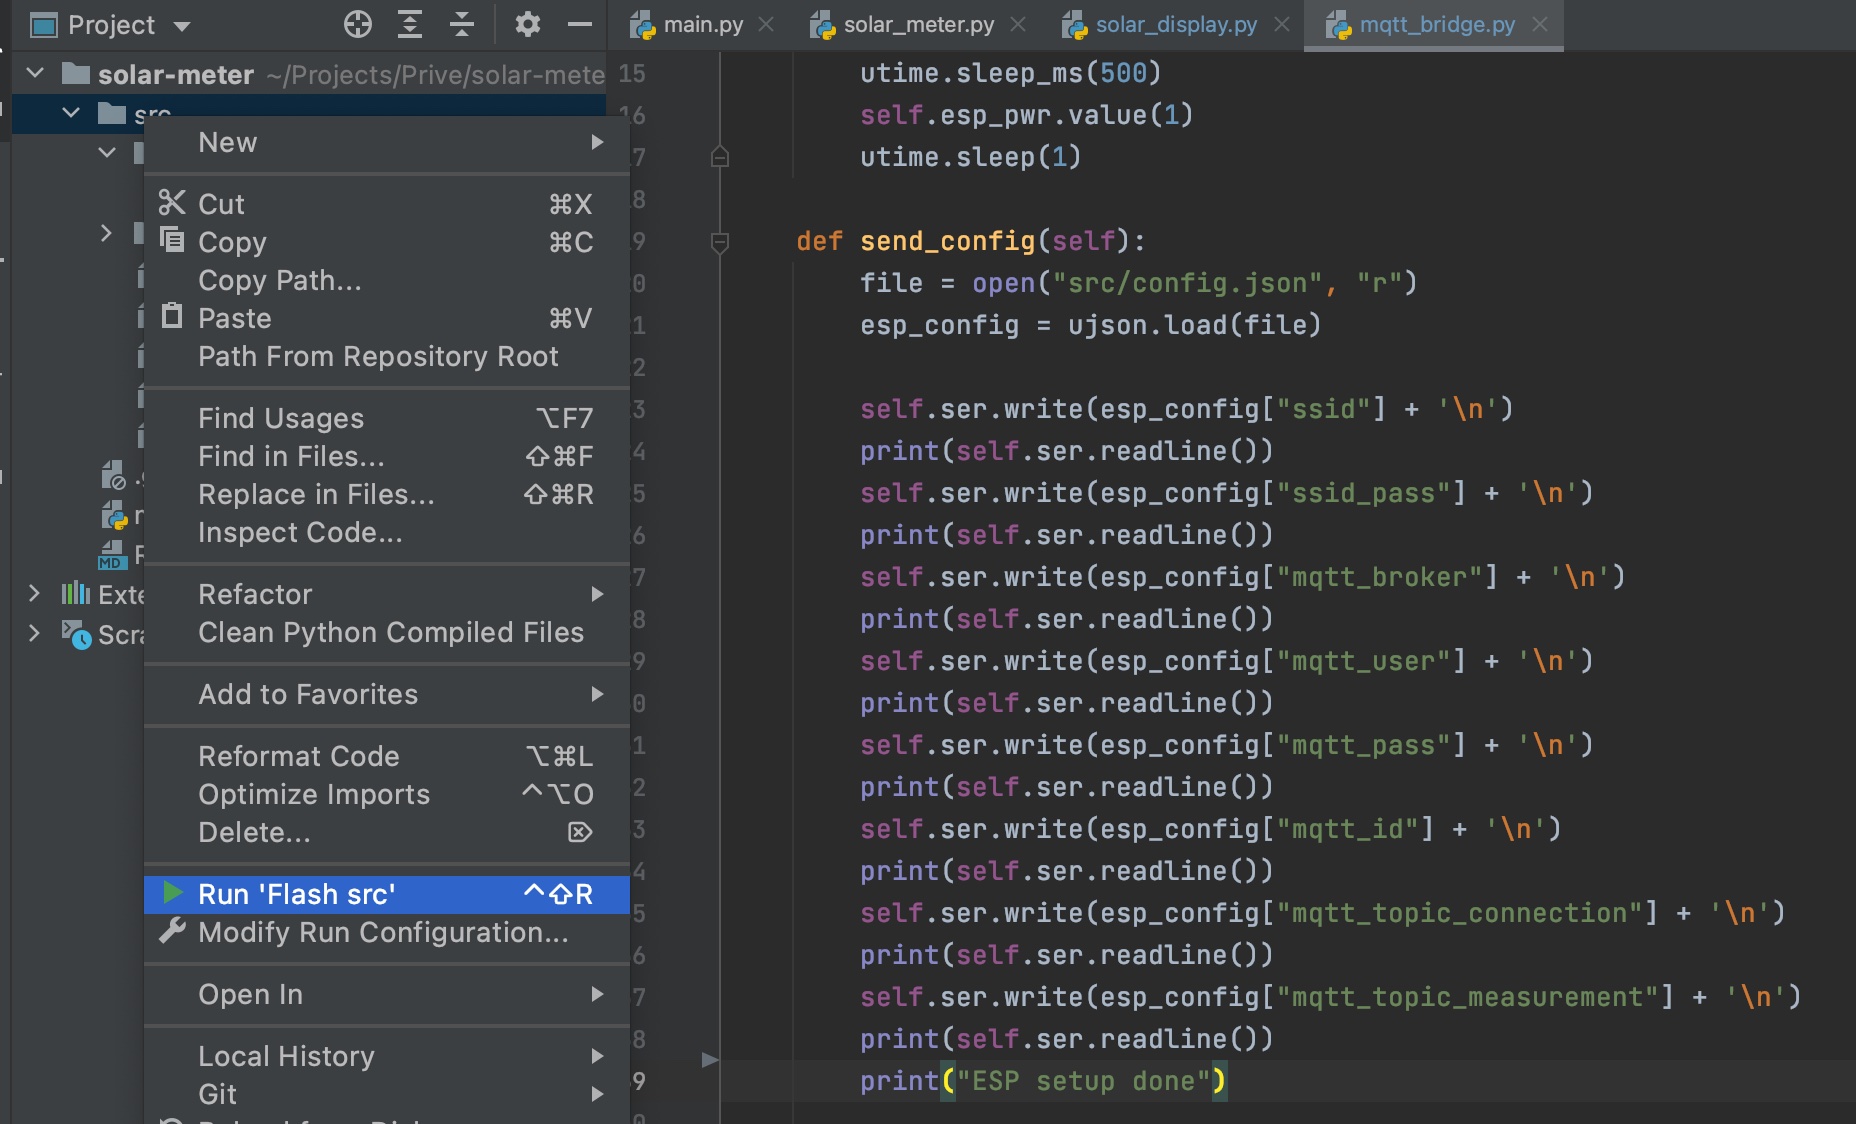 Project
main.py
solar_meter.py
solar_display.py
mqtt_bridge.py
solar-meter ~/Projects/Prive/solar-mete
src
MD
Exte
Scra
New
Cut ⌘X
Copy ⌘C
Copy Path...
Paste ⌘V
Path From Repository Root
Find Usages ⌥F7
Find in Files... ⇧⌘F
Replace in Files... ⇧⌘R
Inspect Code...
Refactor
Clean Python Compiled Files
Add to Favorites
Reformat Code ⌥⌘L
Optimize Imports ^⌥O
Delete... ⌦
Run 'Flash src' ^⇧R
Modify Run Configuration...
Open In
Local History
Git
15 utime.sleep_ms(500)
16 self.esp_pwr.value(1)
7 utime.sleep(1)
8
9 def send_config(self):
0 file = open("src/config.json", "r")
1 esp_config = ujson.load(file)
2
3 self.ser.write(esp_config["ssid"] + '\n')
4 print(self.ser.readline())
5 self.ser.write(esp_config["ssid_pass"] + '\n')
6 print(self.ser.readline())
7 self.ser.write(esp_config["mqtt_broker"] + '\n')
8 print(self.ser.readline())
9 self.ser.write(esp_config["mqtt_user"] + '\n')
0 print(self.ser.readline())
1 self.ser.write(esp_config["mqtt_pass"] + '\n')
2 print(self.ser.readline())
3 self.ser.write(esp_config["mqtt_id"] + '\n')
4 print(self.ser.readline())
5 self.ser.write(esp_config["mqtt_topic_connection"] + '\n')
6 print(self.ser.readline())
7 self.ser.write(esp_config["mqtt_topic_measurement"] + '\n')
8 print(self.ser.readline())
9 print("ESP setup done")
0